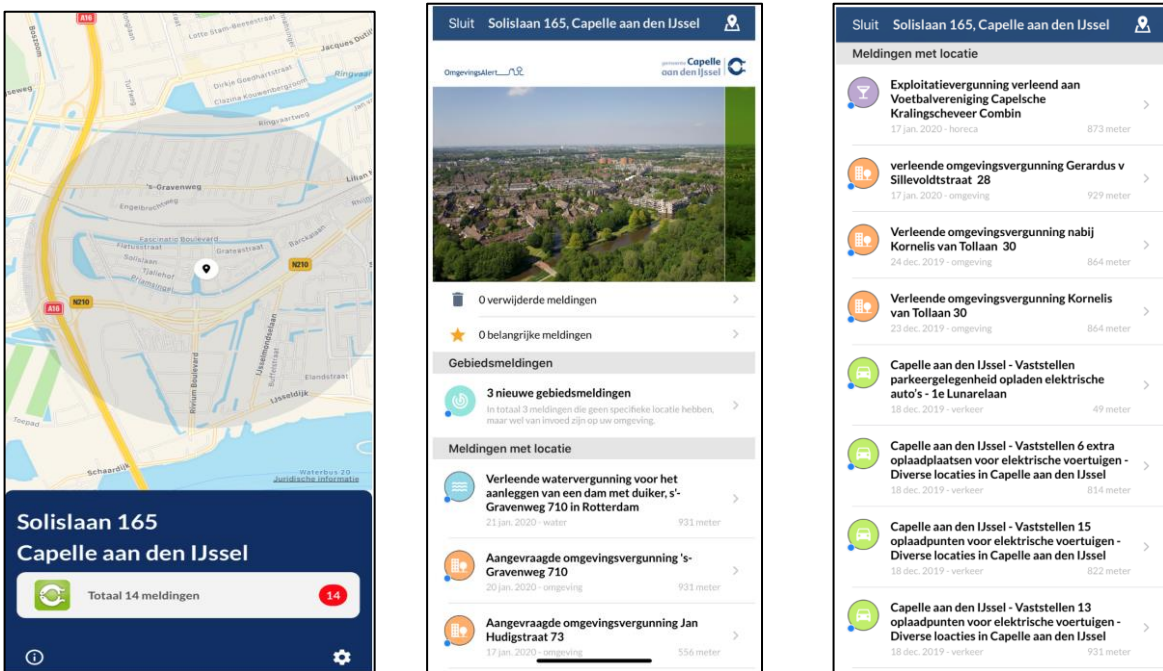 A16
Boszoom
Turfweg
Lotte Stam-Beesestraat
Jacques Duti
Dirkje Goedhartstraat
Clazina Kouwenbergzoom
Ringvaartweg
Ringvaar
's-Gravenweg
Lilian
Engelbrechtweg
Fascinatio Boulevard
Fletusstraat
Grateastraat
Barckalaan
Solislaan
Tjallehof
Priamsingel
N210
A16
N210
Rivium Boulevard
IJsselmondselaan
Buffelstraat
Elandstraat
IJsseldijk
Toepad
Schaardijk
Waterbus 20
Juridische informatie
Solislaan 165
Capelle aan den IJssel
Totaal 14 meldingen
14
Sluit Solislaan 165, Capelle aan den IJssel
OmgevingsAlert
gemeente Capelle
aan den IJssel
0 verwijderde meldingen
0 belangrijke meldingen
Gebiedsmeldingen
3 nieuwe gebiedsmeldingen
In totaal 3 meldingen die geen specifieke locatie hebben,
maar wel van invoed zijn op uw omgeving.
Meldingen met locatie
Verleende watervergunning voor het
aanleggen van een dam met duiker, s'-
Gravenweg 710 in Rotterdam
21 jan. 2020 - water 931 meter
Aangevraagde omgevingsvergunning 's-
Gravenweg 710
20 jan. 2020 - omgeving 931 meter
Aangevraagde omgevingsvergunning Jan
Hudigstraat 73
17 jan. 2020 - omgeving 556 meter
Sluit Solislaan 165, Capelle aan den IJssel
Meldingen met locatie
Exploitatievergunning verleend aan
Voetbalvereniging Capelsche
Kralingscheveer Combin
17 jan. 2020 - horeca 873 meter
verleende omgevingsvergunning Gerardus v
Sillevoldtstraat 28
17 jan. 2020 - omgeving 929 meter
Verleende omgevingsvergunning nabij
Kornelis van Tollaan 30
24 dec. 2019 - omgeving 864 meter
Verleende omgevingsvergunning Kornelis
van Tollaan 30
23 dec. 2019 - omgeving 864 meter
Capelle aan den IJssel - Vaststellen
parkeergelegenheid opladen elektrische
auto's - 1e Lunarelaan
18 dec. 2019 - verkeer 49 meter
Capelle aan den IJssel - Vaststellen 6 extra
oplaadplaatsen voor elektrische voertuigen -
Diverse locaties in Capelle aan den IJssel
18 dec. 2019 - verkeer 814 meter
Capelle aan den IJssel - Vaststellen 15
oplaadpunten voor elektrische voertuigen -
Diverse locaties in Capelle aan den IJssel
18 dec. 2019 - verkeer 822 meter
Capelle aan den IJssel - Vaststellen 13
oplaadpunten voor elektrische voertuigen -
Diverse loacties in Capelle aan den IJssel
18 dec. 2019 - verkeer 931 meter